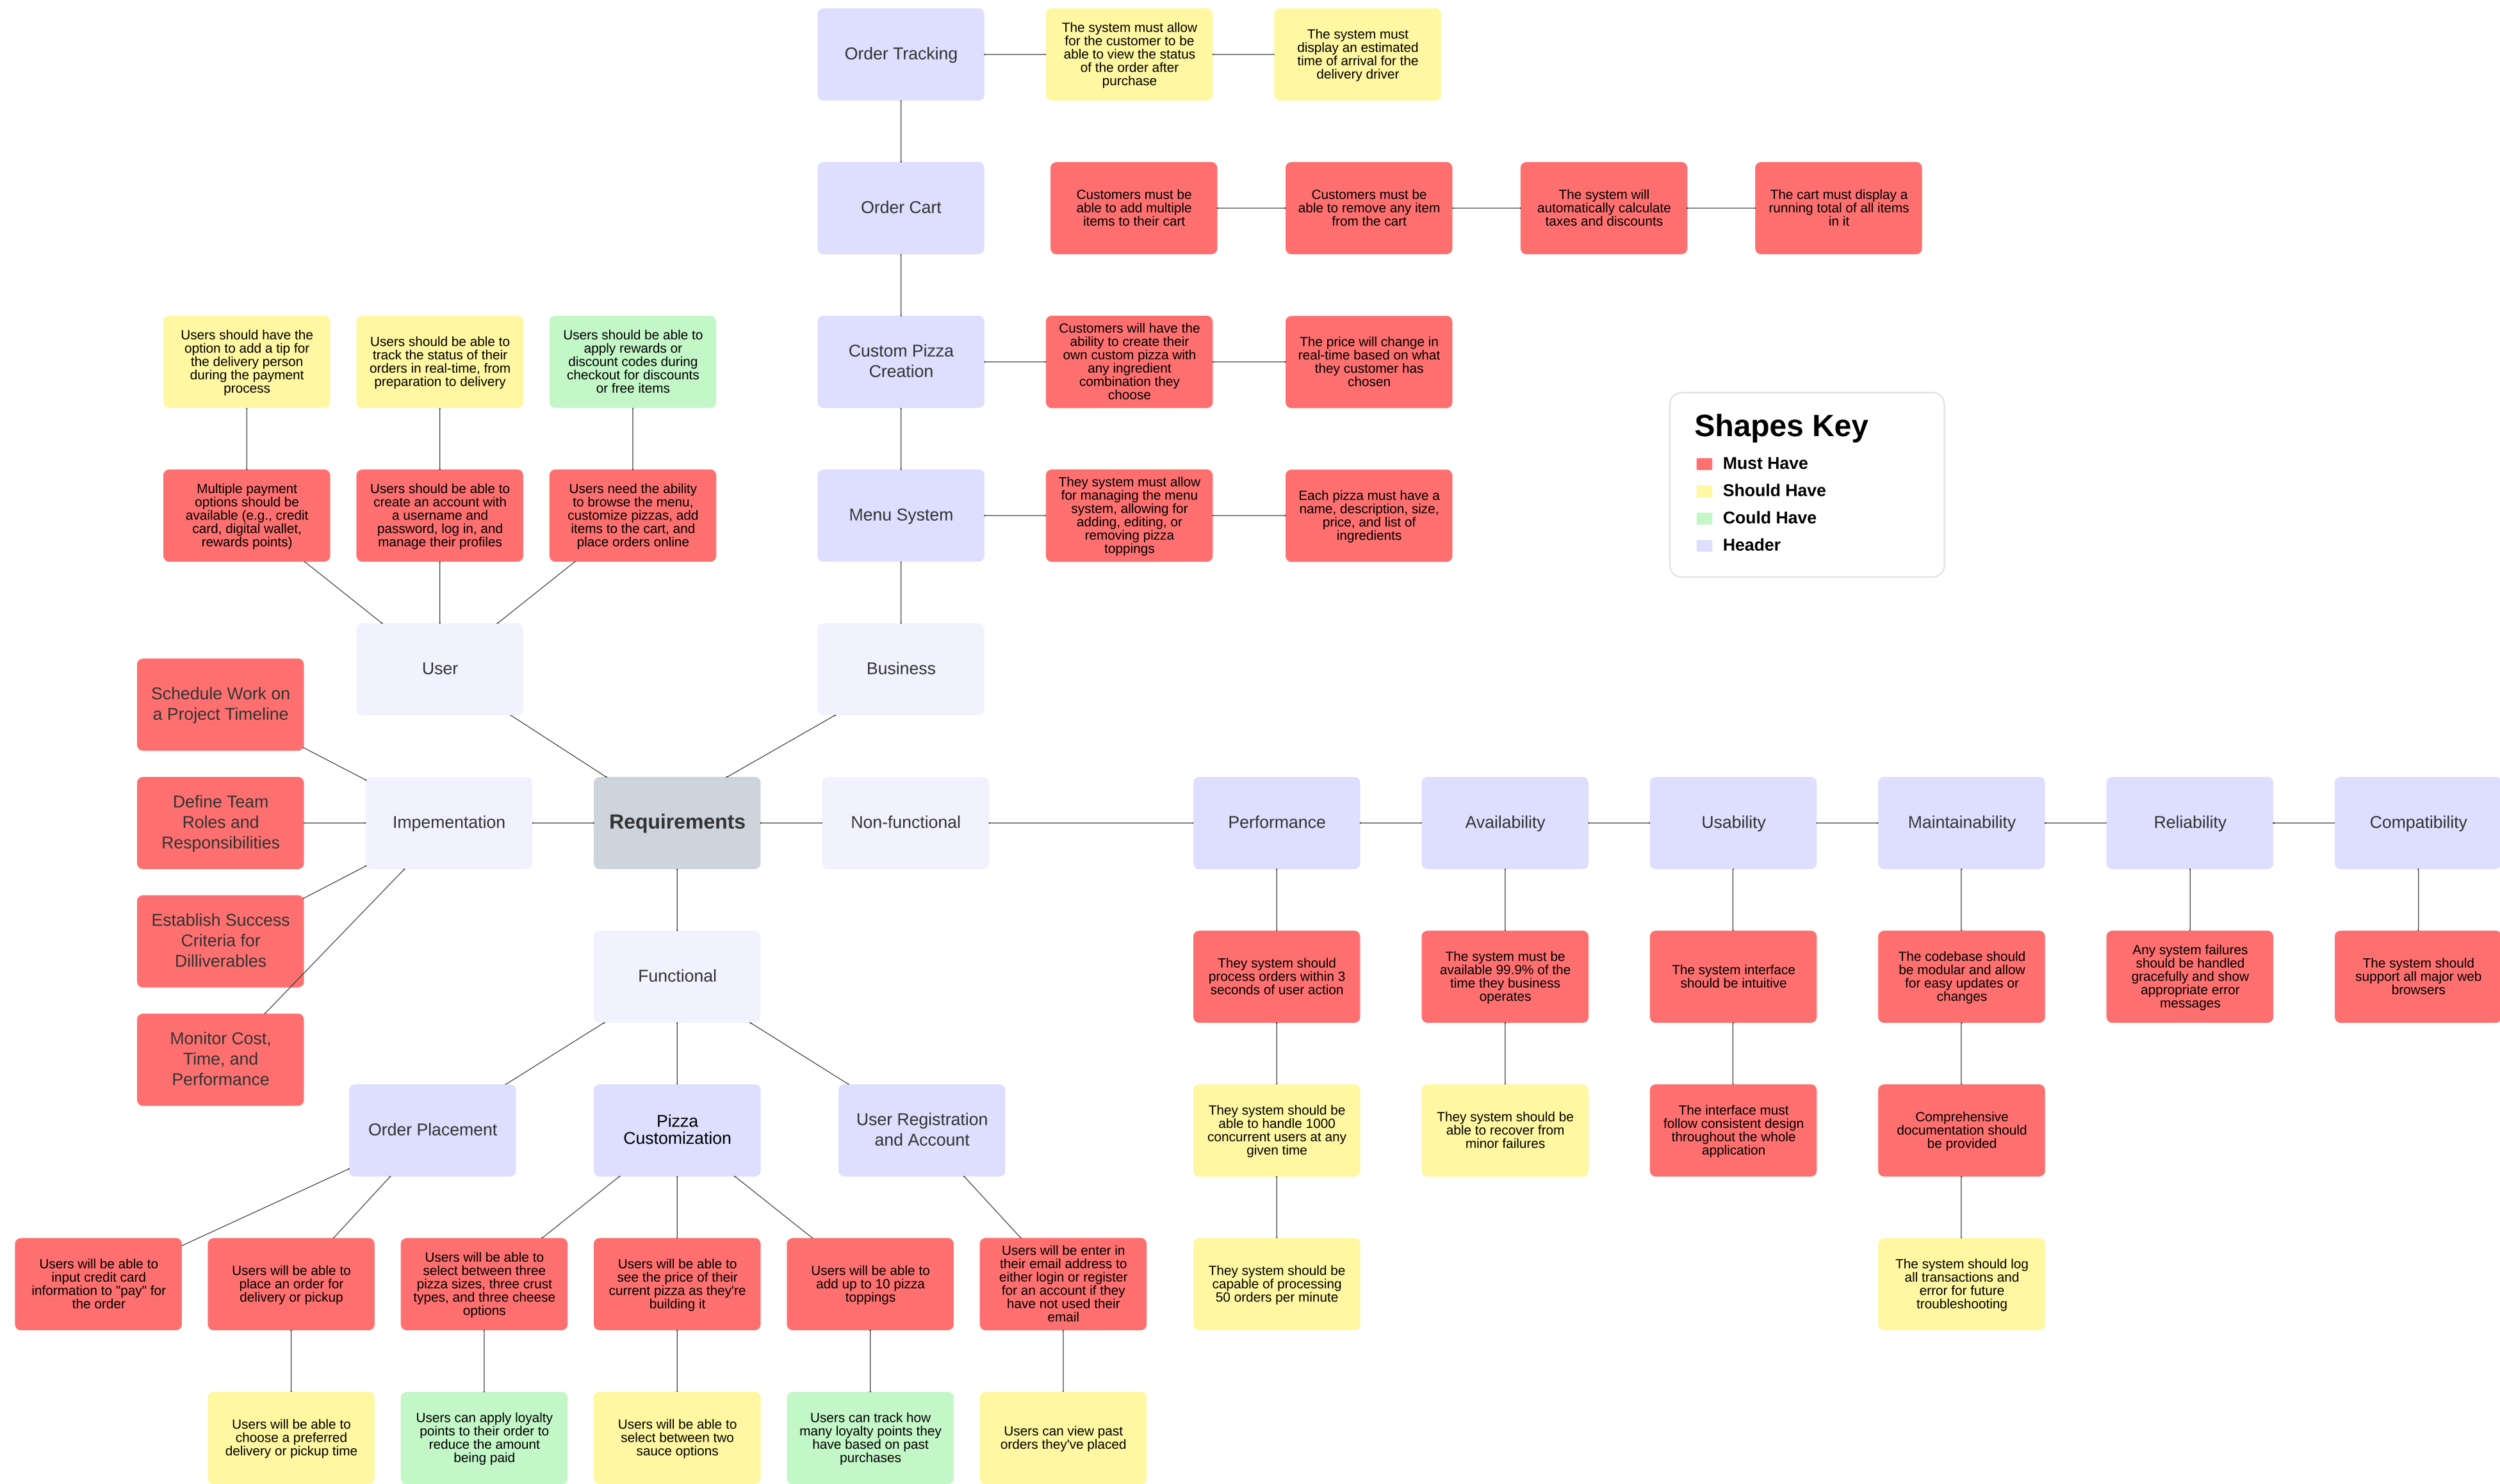 Order Tracking
The system must allow
for the customer to be
able to view the status
of the order after
purchase
The system must
display an estimated
time of arrival for the
delivery driver
Order Cart
Customers must be
able to add multiple
items to their cart
Customers must be
able to remove any item
from the cart
The system will
automatically calculate
taxes and discounts
The cart must display a
running total of all items
in it
Users should have the
option to add a tip for
the delivery person
during the payment
process
Users should be able to
track the status of their
orders in real-time, from
preparation to delivery
Users should be able to
apply rewards or
discount codes during
checkout for discounts
or free items
Custom Pizza
Creation
Customers will have the
ability to create their
own custom pizza with
any ingredient
combination they
choose
The price will change in
real-time based on what
they customer has
chosen
Shapes Key
Must Have
Should Have
Could Have
Header
Multiple payment
options should be
available (e.g., credit
card, digital wallet,
rewards points)
Users should be able to
create an account with
a username and
password, log in, and
manage their profiles
Users need the ability
to browse the menu,
customize pizzas, add
items to the cart, and
place orders online
Menu System
They system must allow
for managing the menu
system, allowing for
adding, editing, or
removing pizza
toppings
Each pizza must have a
name, description, size,
price, and list of
ingredients
User
Business
Schedule Work on
a Project Timeline
Define Team
Roles and
Responsibilities
Impementation
Requirements
Non-functional
Performance
Availability
Usability
Maintainability
Reliability
Compatibility
Establish Success
Criteria for
Dilliverables
Functional
They system should
process orders within 3
seconds of user action
The system must be
available 99.9% of the
time they business
operates
The system interface
should be intuitive
The codebase should
be modular and allow
for easy updates or
changes
Any system failures
should be handled
gracefully and show
appropriate error
messages
The system should
support all major web
browsers
Monitor Cost,
Time, and
Performance
Order Placement
Pizza
Customization
User Registration
and Account
They system should be
able to handle 1000
concurrent users at any
given time
They system should be
able to recover from
minor failures
The interface must
follow consistent design
throughout the whole
application
Comprehensive
documentation should
be provided
Users will be able to
input credit card
information to "pay" for
the order
Users will be able to
place an order for
delivery or pickup
Users will be able to
select between three
pizza sizes, three crust
types, and three cheese
options
Users will be able to
see the price of their
current pizza as they're
building it
Users will be able to
add up to 10 pizza
toppings
Users will be enter in
their email address to
either login or register
for an account if they
have not used their
email
They system should be
capable of processing
50 orders per minute
The system should log
all transactions and
error for future
troubleshooting
Users will be able to
choose a preferred
delivery or pickup time
Users can apply loyalty
points to their order to
reduce the amount
being paid
Users will be able to
select between two
sauce options
Users can track how
many loyalty points they
have based on past
purchases
Users can view past
orders they've placed